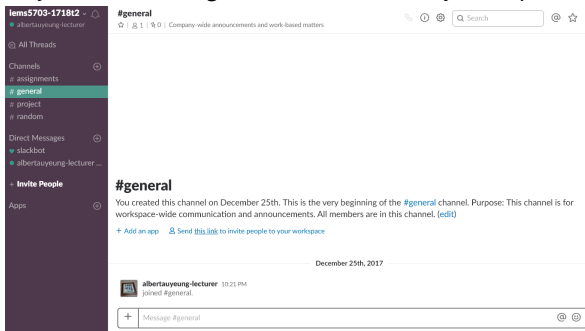 iems5703-1718t2
albertauyeung-lecturer
All Threads
Channels
# assignments
# general
# project
# random
Direct Messages
slackbot
albertauyeung-lecturer ...
+ Invite People
Apps
#general
1 | 0 | Company-wide announcements and work-based matters
Search
#general
You created this channel on December 25th. This is the very beginning of the #general channel. Purpose: This channel is for
workspace-wide communication and announcements. All members are in this channel. (edit)
+ Add an app Send this link to invite people to your workspace
December 25th, 2017
albertauyeung-lecturer 10:21 PM
joined #general.
Message #general